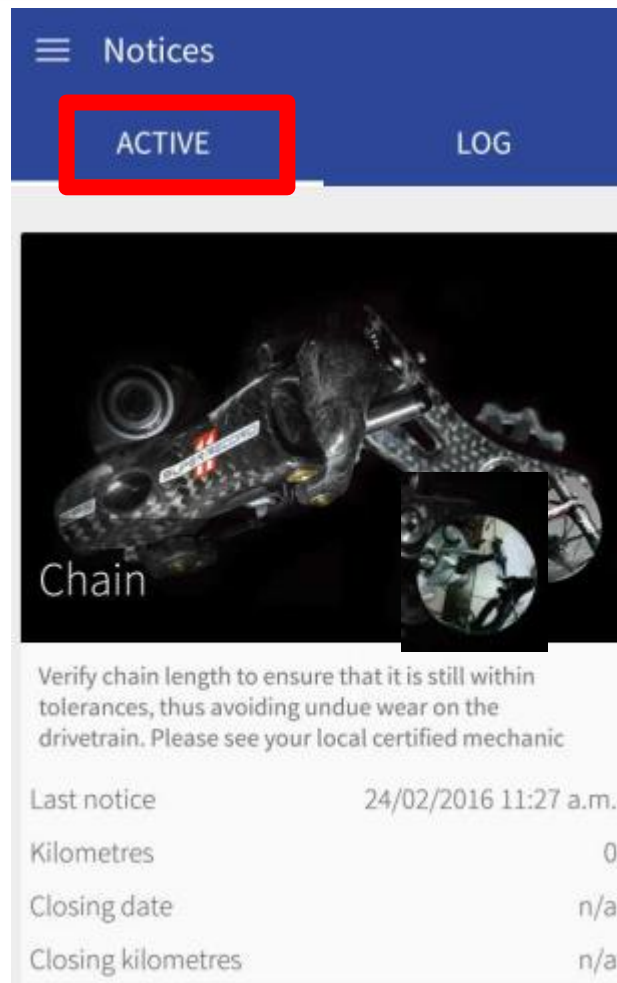 Notices
ACTIVE LOG
SUPER RECORD
Chain
Verify chain length to ensure that it is still within
tolerances, thus avoiding undue wear on the
drivetrain. Please see your local certified mechanic
Last notice 24/02/2016 11:27 a.m.
Kilometres 0
Closing date n/a
Closing kilometres n/a